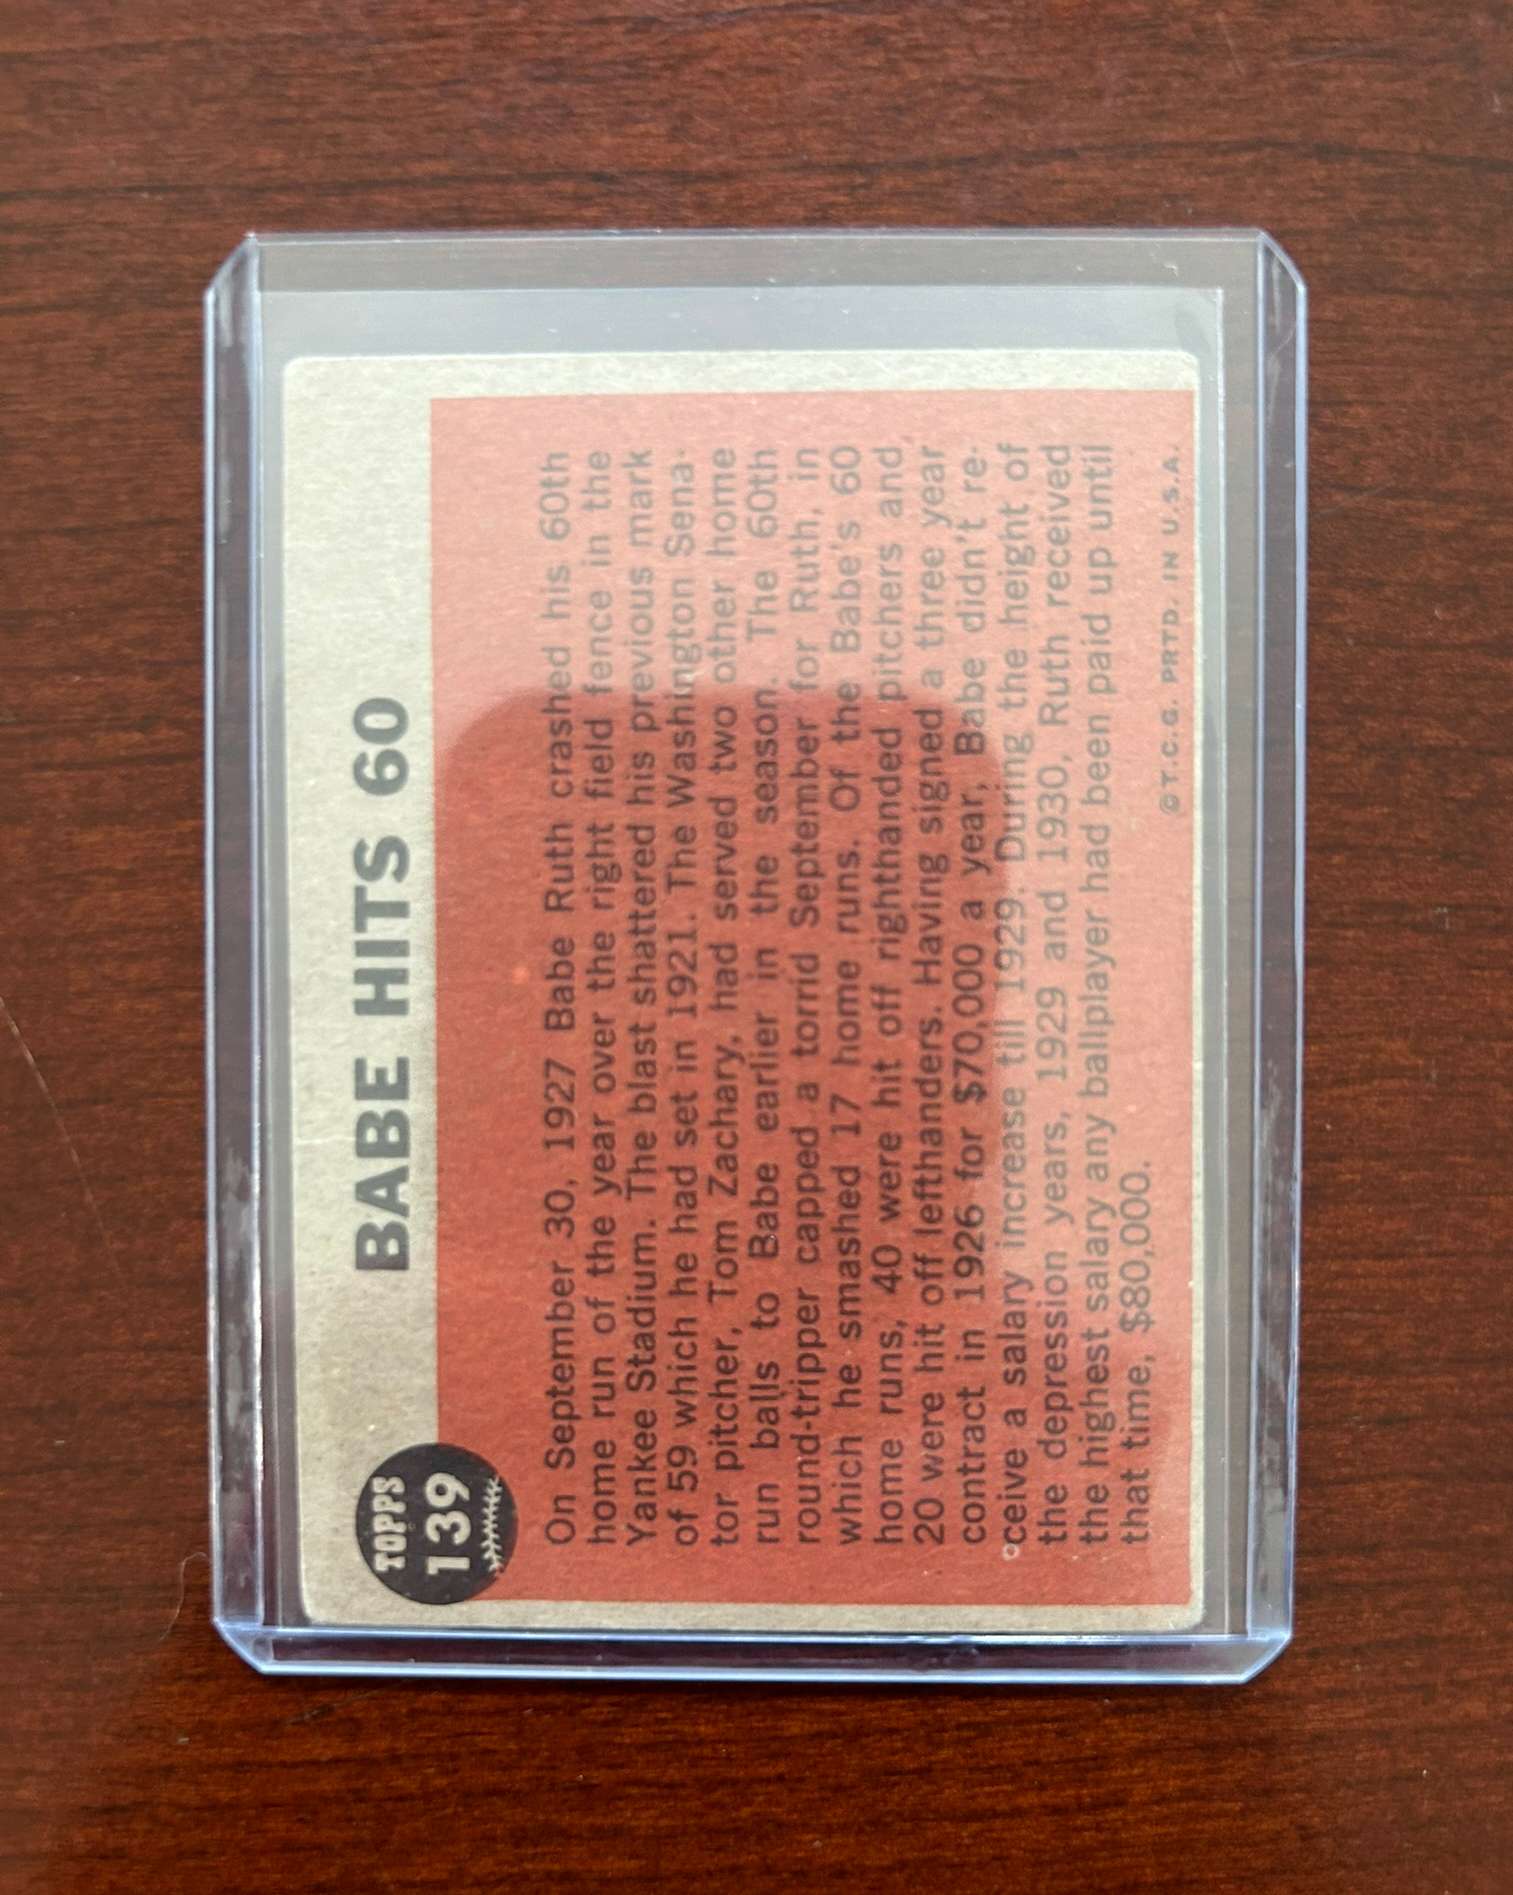 TOPPS
139
BABE HITS 60
On September 30, 1927 Babe Ruth crashed his 60th
home run of the year over the right field fence in the
Yankee Stadium. The blast shattered his previous mark
of 59 which he had set in 1921. The Washington Sena-
tor pitcher, Tom Zachary, had served two other home
run balls to Babe earlier in the season. The 60th
round-tripper capped a torrid September for Ruth, in
which he smashed 17 home runs. Of the Babe's 60
home runs, 40 were hit off righthanded pitchers and
20 were hit off lefthanders. Having signed a three year
contract in 1926 for $70,000 a year, Babe didn't re-
ceive a salary increase till 1929. During the height of
the depression years, 1929 and 1930, Ruth received
the highest salary any ballplayer had been paid up until
that time, $80,000.
©T.C.G. PRTD. IN U.S.A.